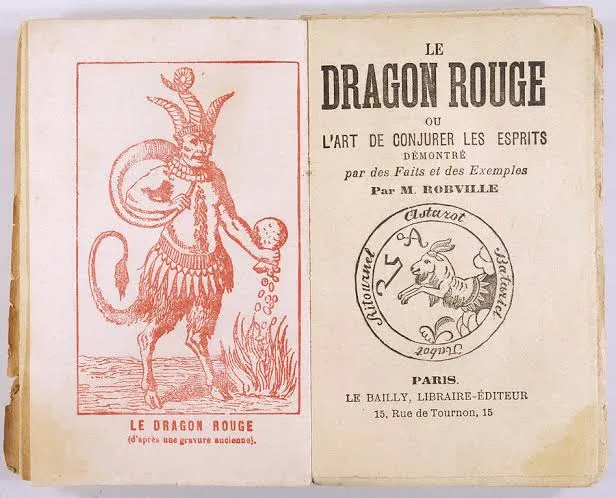 LE DRAGON ROUGE
(d'après une gravure ancienne).
LE
DRAGON ROUGE
OU
L'ART DE CONJURER LES ESPRITS
DÉMONTRÉ
par des Faits et des Exemples
Par M. ROBVILLE
Astarot
Ritournel
PARIS.
LE BAILLY, LIBRAIRE-ÉDITEUR
15, Rue de Tournon, 15